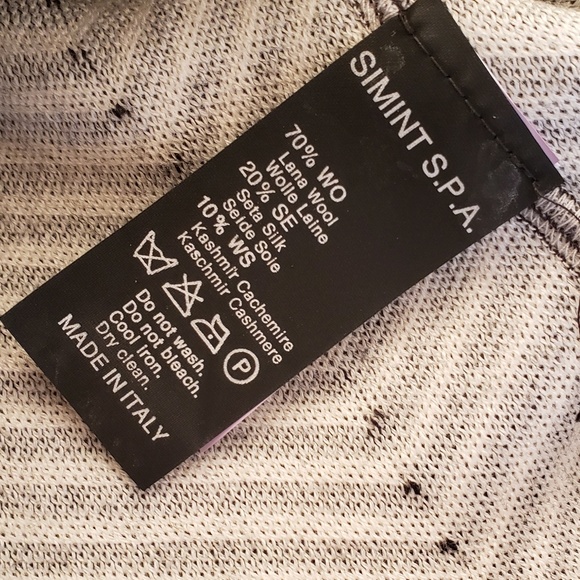 SIMINT S.P.A.
70% WO
Lana Wool
Wolle Laine
20% SE
Seta Silk
Seide Soie
10% WS
Kashmir Cachemire
Kaschmir Cashmere
P
Do not wash.
Do not bleach.
Cool iron.
Dry clean.
MADE IN ITALY